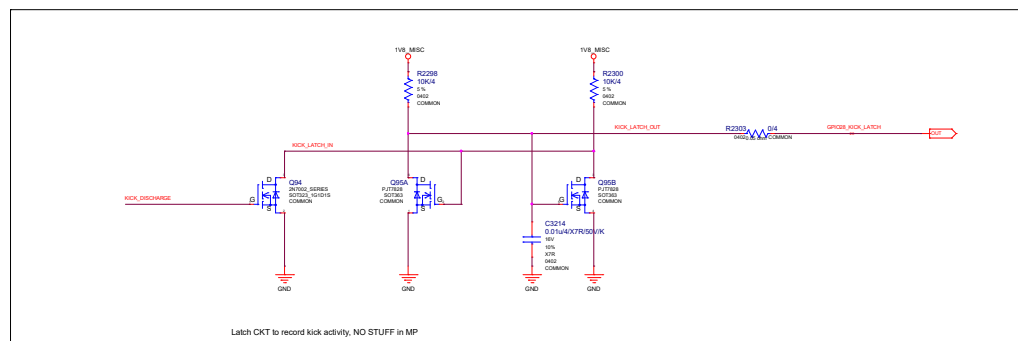 1V8_MISC
1V8_MISC
R2298
10K/4
5 %
0402
COMMON
R2300
10K/4
5 %
0402
COMMON
KICK_LATCH_OUT
R2303
0/4
0402
COMMON
GPIO28_KICK_LATCH
OUT
KICK_LATCH_IN
KICK_DISCHARGE
D
G
S
Q94
2N7002_SERIES
SOT323_1G1D1S
COMMON
Q95A
PJT7828
SOT363
COMMON
D
G
S
D
G
S
Q95B
PJT7828
SOT363
COMMON
C3214
0.01u/4/X7R/50V/K
16V
10%
X7R
0402
COMMON
GND
GND
GND
GND
Latch CKT to record kick activity, NO STUFF in MP